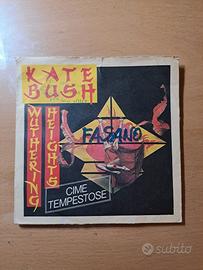 KATE
BUSH
WUTHERING
HEIGHTS
FASANO
CIME
TEMPESTOSE
subito